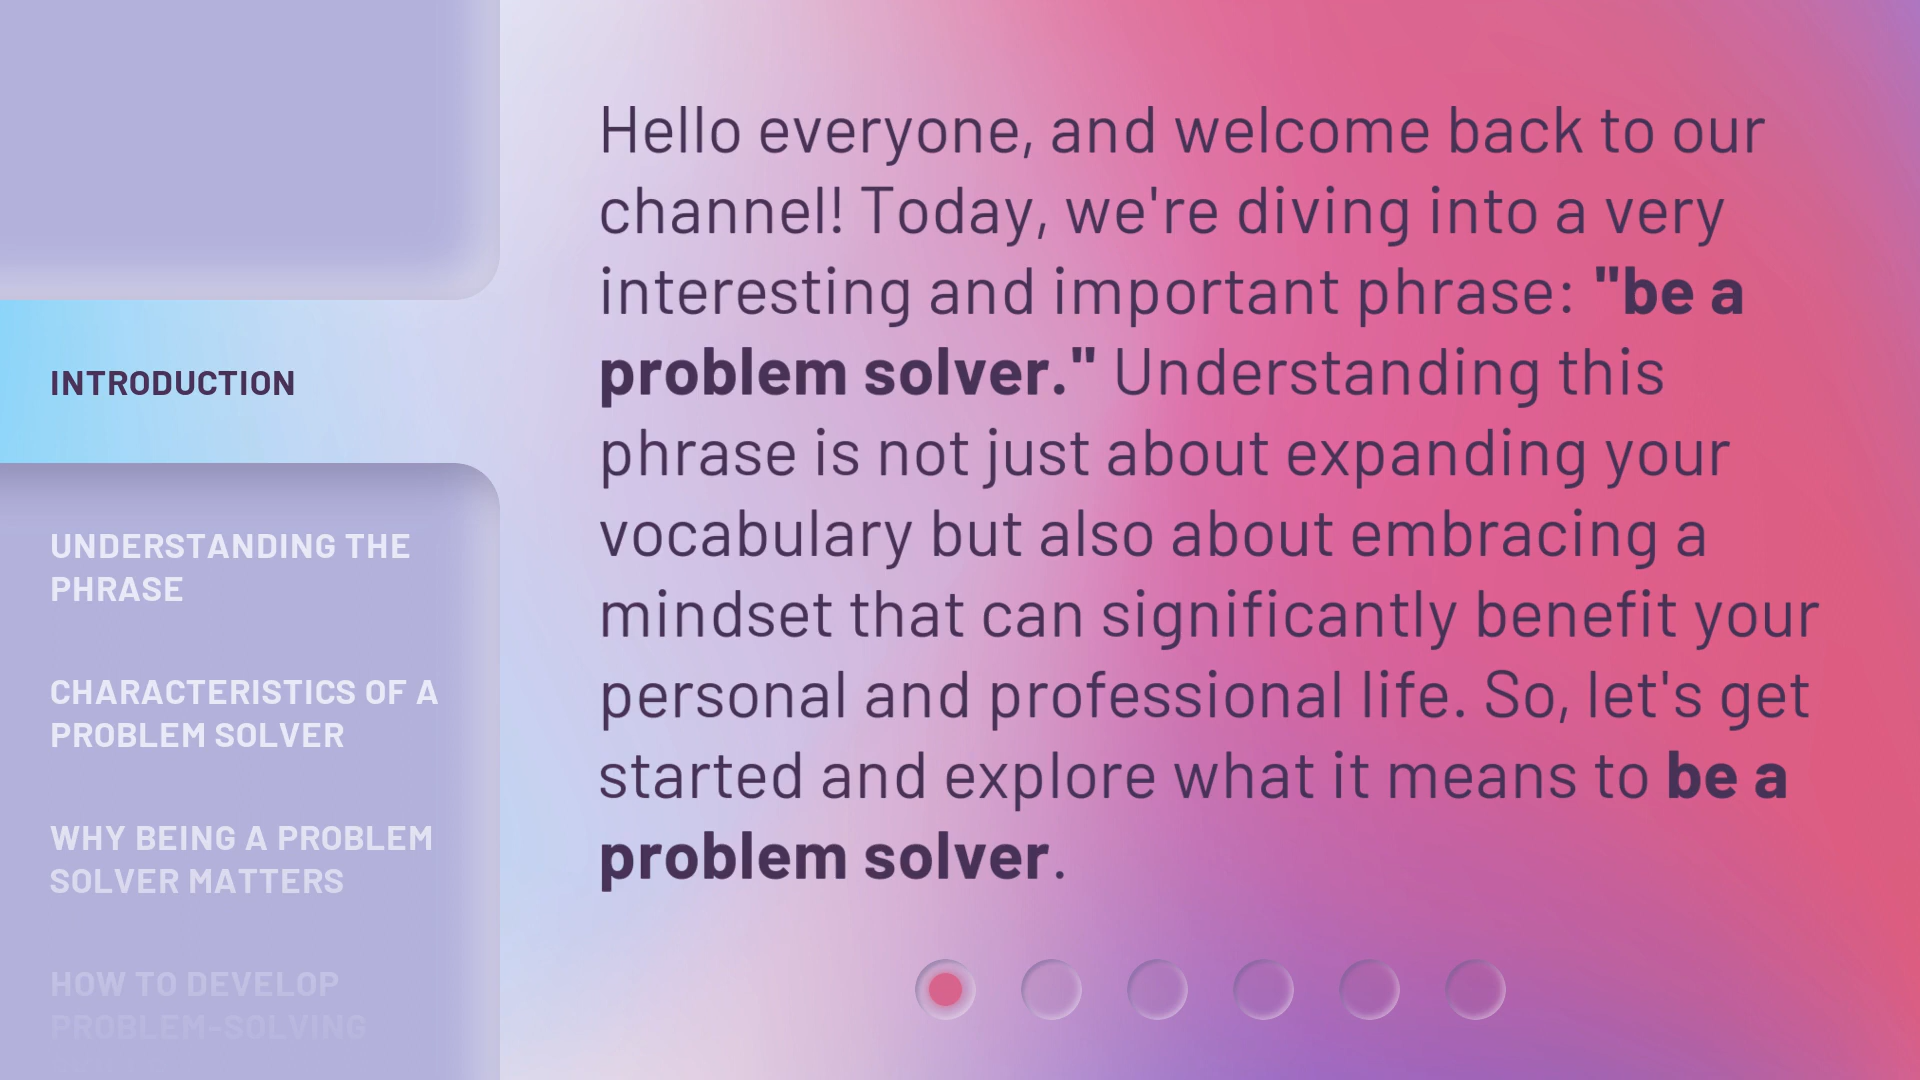 INTRODUCTION
UNDERSTANDING THE
PHRASE
CHARACTERISTICS OF A
PROBLEM SOLVER
WHY BEING A PROBLEM
SOLVER MATTERS
HOW TO DEVELOP
PROBLEM-SOLVING
Hello everyone, and welcome back to our
channel! Today, we're diving into a very
interesting and important phrase: "be a
problem solver." Understanding this
phrase is not just about expanding your
vocabulary but also about embracing a
mindset that can significantly benefit your
personal and professional life. So, let's get
started and explore what it means to be a
problem solver.